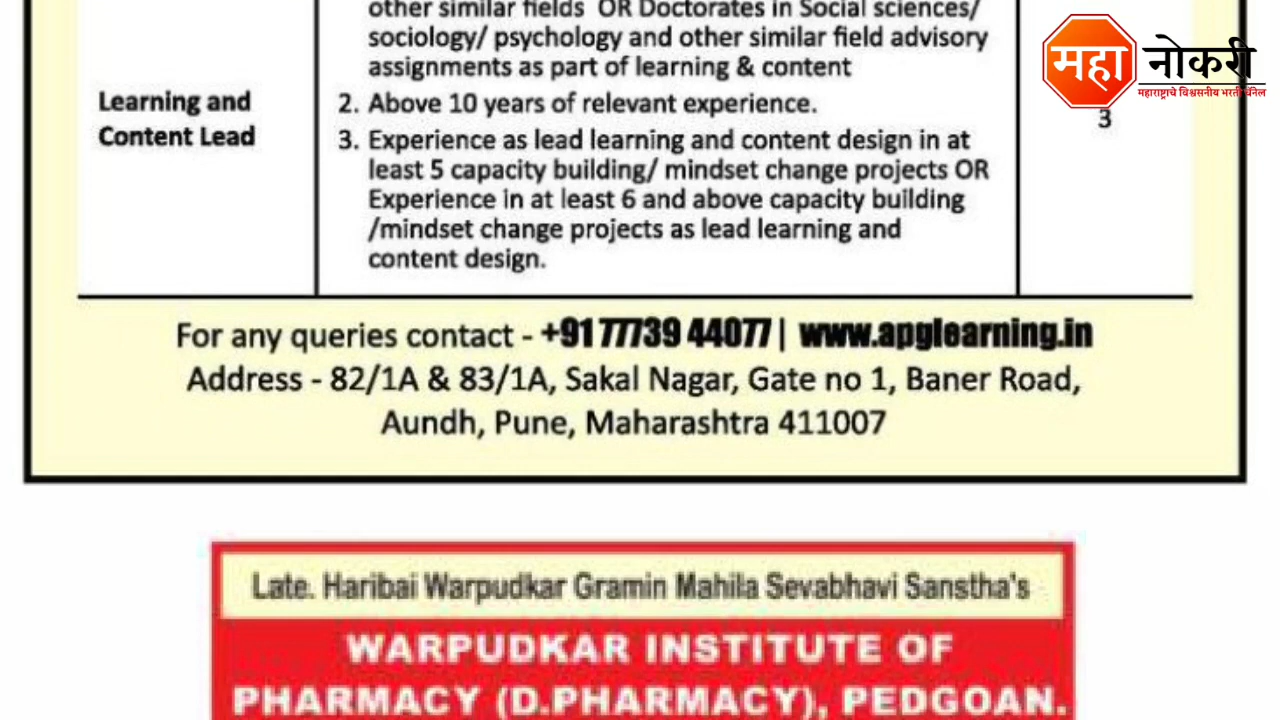 other similar fields OR Doctorates in Social sciences/
sociology/ psychology and other similar field advisory
assignments as part of learning & content
Learning and
Content Lead
2. Above 10 years of relevant experience.
3. Experience as lead learning and content design in at
least 5 capacity building/ mindset change projects OR
Experience in at least 6 and above capacity building
/mindset change projects as lead learning and
content design.
3
महा नोकरी
महाराष्ट्राचे विश्वसनीय भरती चॅनेल
For any queries contact - +91 77739 44077 | www.apglearning.in
Address - 82/1A & 83/1A, Sakal Nagar, Gate no 1, Baner Road,
Aundh, Pune, Maharashtra 411007
Late. Haribai Warpudkar Gramin Mahila Sevabhavi Sanstha's
WARPUDKAR INSTITUTE OF
PHARMACY (D.PHARMACY), PEDGOAN.